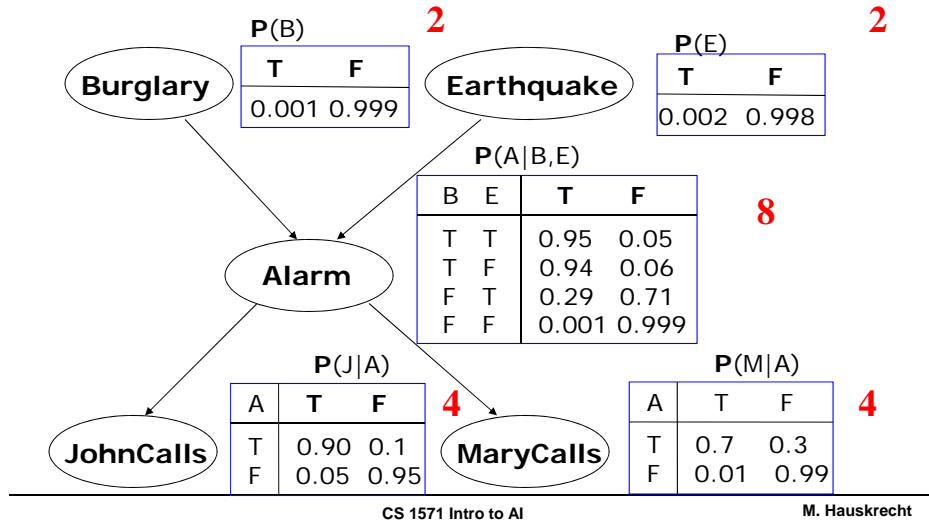 P(B) 2
T F
0.001 0.999
Burglary
Earthquake
P(E) 2
T F
0.002 0.998
P(A|B,E)
B E T F
T T 0.95 0.05
T F 0.94 0.06
F T 0.29 0.71
F F 0.001 0.999
8
Alarm
P(J|A)
A T F
T 0.90 0.1
F 0.05 0.95
4
P(M|A)
A T F
T 0.7 0.3
F 0.01 0.99
4
JohnCalls
MaryCalls
CS 1571 Intro to AI
M. Hauskrecht